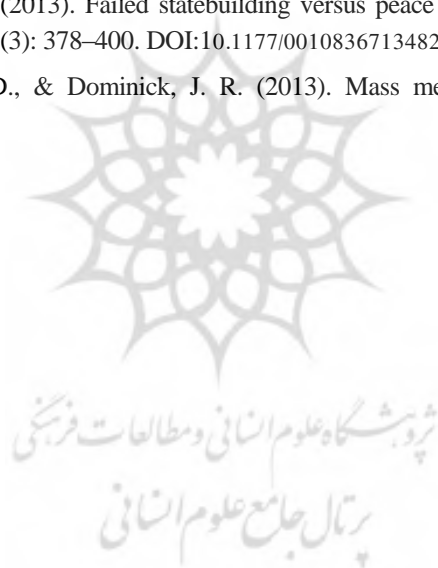 (2013). Failed statebuilding versus peace
(3): 378–400. DOI:10.1177/0010836713482
D., & Dominick, J. R. (2013). Mass me
پژوهشگاه علوم انسانی و مطالعات فرهنگی
پرتال جامع علوم انسانی